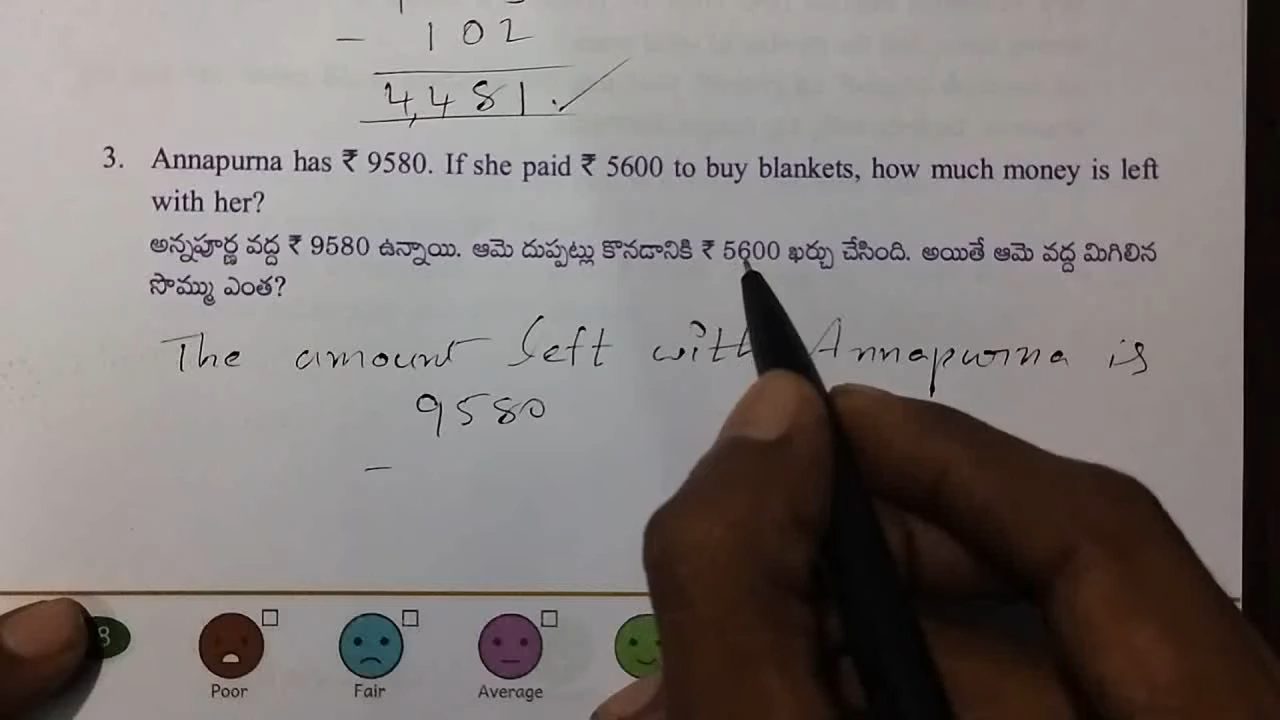 − 102
4,481
3. Annapurna has ₹ 9580. If she paid ₹ 5600 to buy blankets, how much money is left
with her?
అన్నపూర్ణ వద్ద ₹ 9580 ఉన్నాయి. ఆమె దుప్పట్లు కొనడానికి ₹ 5600 ఖర్చు చేసింది. అయితే ఆమె వద్ద మిగిలిన
సొమ్ము ఎంత?
The amount left with Annapurna is
9580
−
8
Poor Fair Average